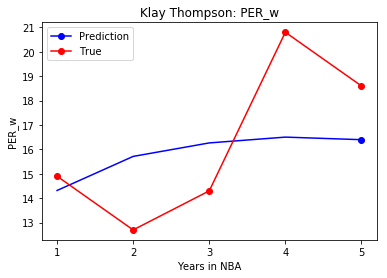 Klay Thompson: PER_w
Prediction
True
PER_w
21
20
19
18
17
16
15
14
13
1 2 3 4 5
Years in NBA